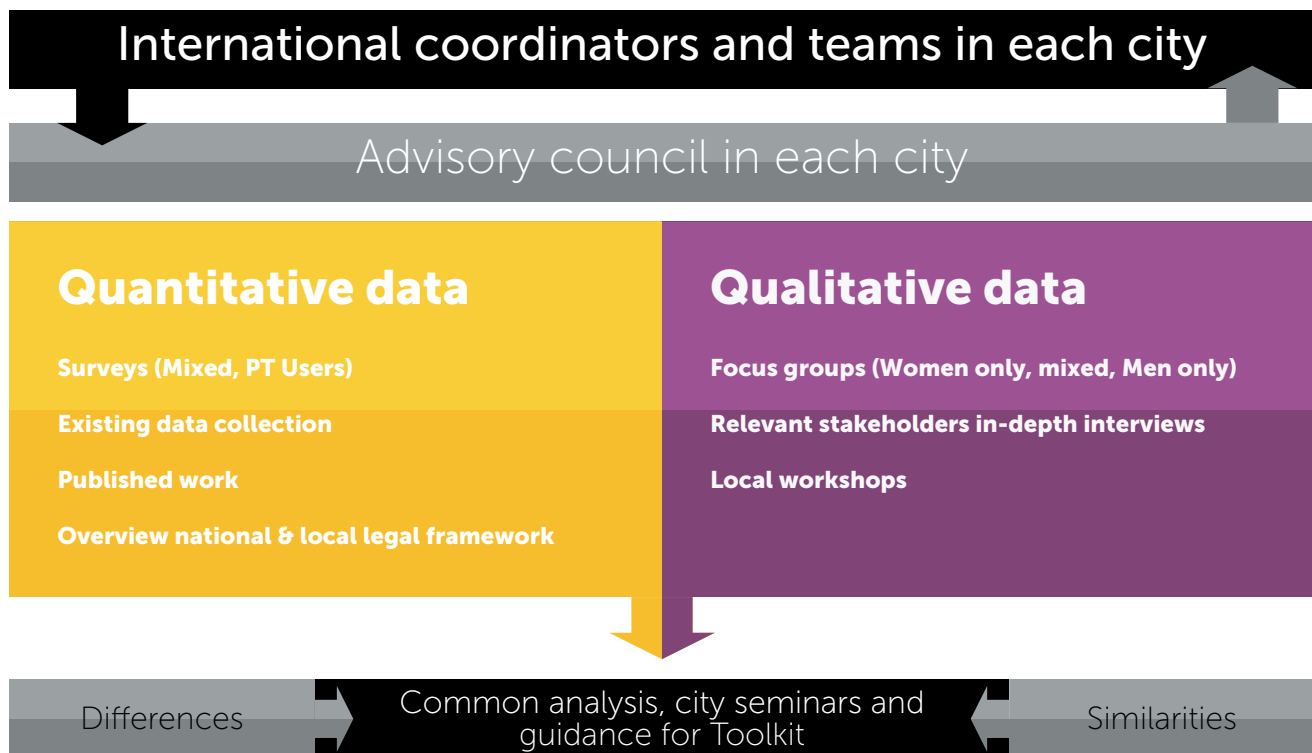 International coordinators and teams in each city
Advisory council in each city
Quantitative data
Surveys (Mixed, PT Users)
Existing data collection
Published work
Overview national & local legal framework
Qualitative data
Focus groups (Women only, mixed, Men only)
Relevant stakeholders in-depth interviews
Local workshops
Differences
Common analysis, city seminars and
guidance for Toolkit
Similarities